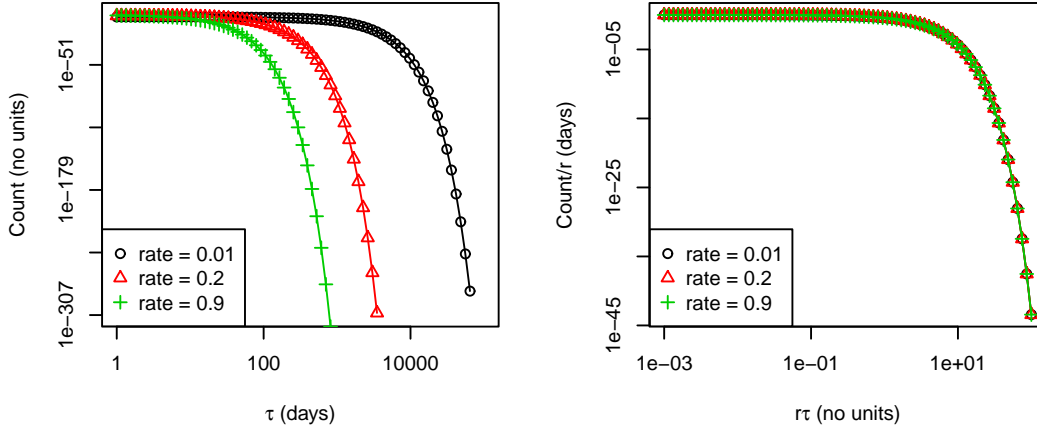 Count (no units)
1e−51
1e−179
1e−307
rate = 0.01
rate = 0.2
rate = 0.9
1
100
10000
τ (days)
Count/r (days)
1e−05
1e−25
1e−45
rate = 0.01
rate = 0.2
rate = 0.9
1e−03
1e−01
1e+01
rτ (no units)